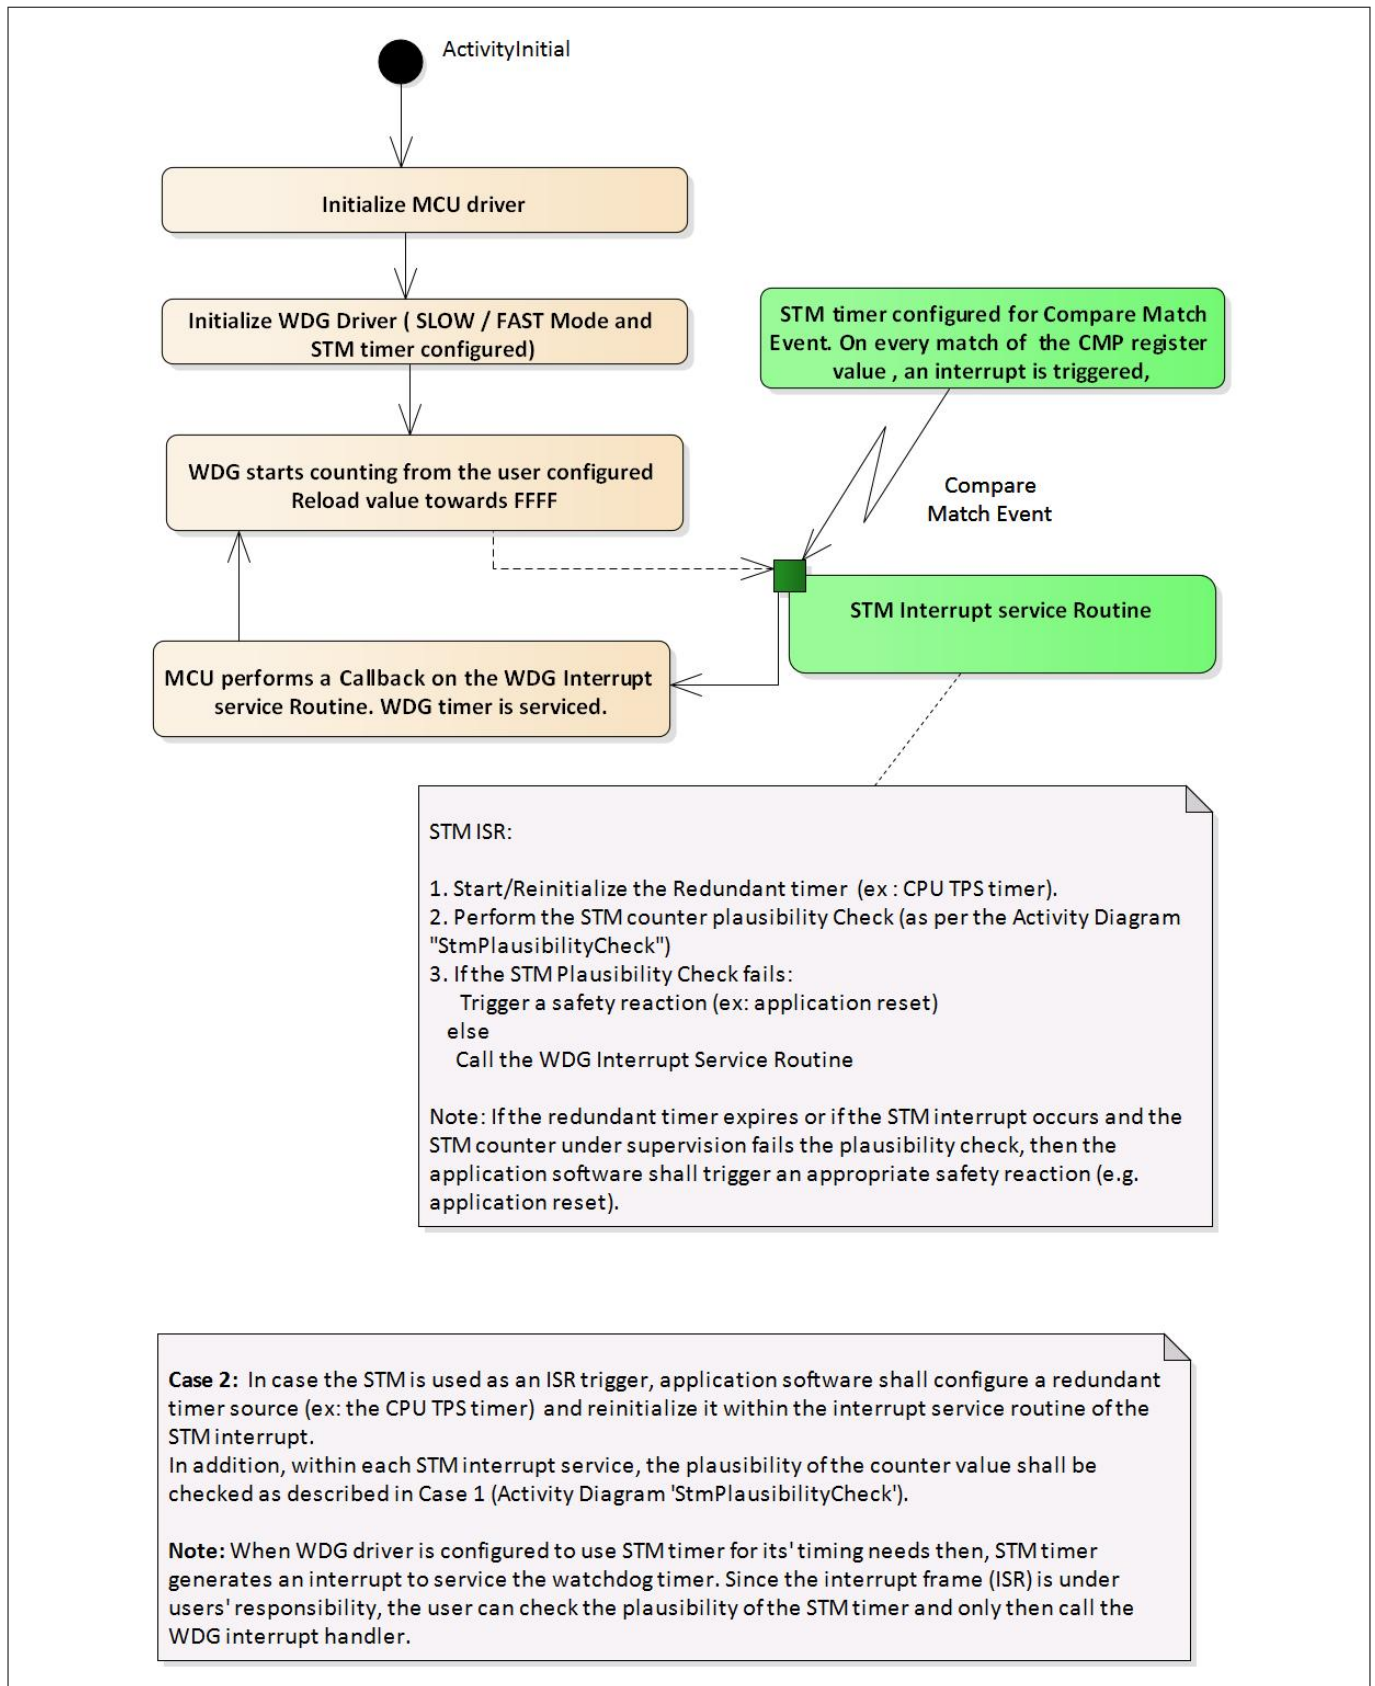 ActivityInitial
Initialize MCU driver
Initialize WDG Driver ( SLOW / FAST Mode and
STM timer configured)
STM timer configured for Compare Match
Event. On every match of the CMP register
value , an interrupt is triggered,
WDG starts counting from the user configured
Reload value towards FFFF
Compare
Match Event
STM Interrupt service Routine
MCU performs a Callback on the WDG Interrupt
service Routine. WDG timer is serviced.
STM ISR:
1. Start/Reinitialize the Redundant timer (ex : CPU TPS timer).
2. Perform the STM counter plausibility Check (as per the Activity Diagram
"StmPlausibilityCheck")
3. If the STM Plausibility Check fails:
Trigger a safety reaction (ex: application reset)
else
Call the WDG Interrupt Service Routine
Note: If the redundant timer expires or if the STM interrupt occurs and the
STM counter under supervision fails the plausibility check, then the
application software shall trigger an appropriate safety reaction (e.g.
application reset).
Case 2: In case the STM is used as an ISR trigger, application software shall configure a redundant
timer source (ex: the CPU TPS timer) and reinitialize it within the interrupt service routine of the
STM interrupt.
In addition, within each STM interrupt service, the plausibility of the counter value shall be
checked as described in Case 1 (Activity Diagram 'StmPlausibilityCheck').
Note: When WDG driver is configured to use STM timer for its' timing needs then, STM timer
generates an interrupt to service the watchdog timer. Since the interrupt frame (ISR) is under
users' responsibility, the user can check the plausibility of the STM timer and only then call the
WDG interrupt handler.